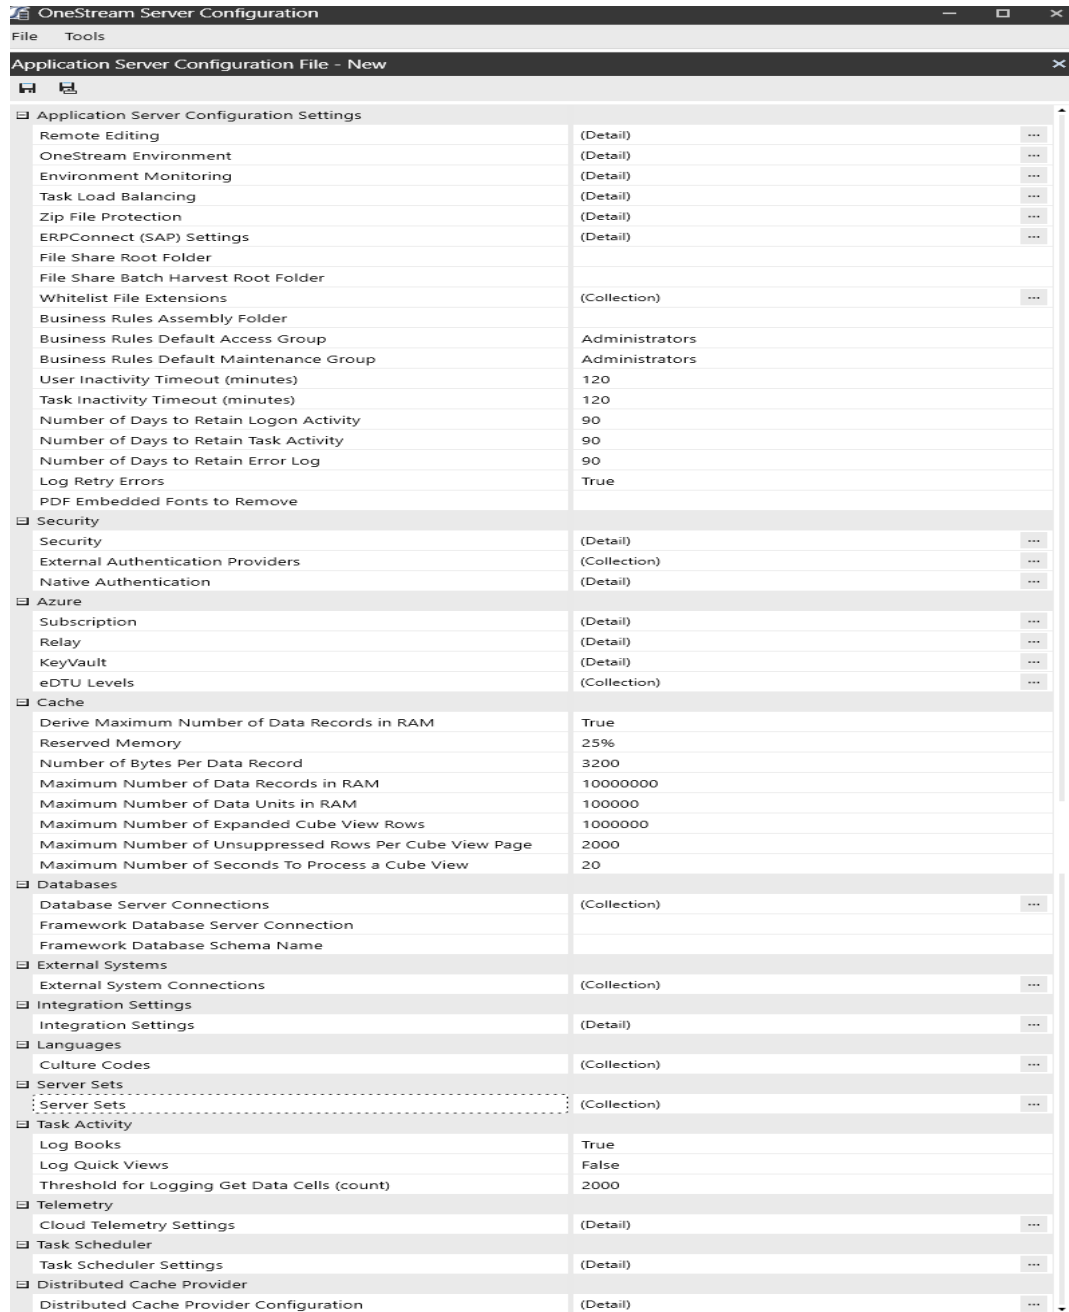 OneStream Server Configuration
File Tools
Application Server Configuration File - New
Application Server Configuration Settings
Remote Editing (Detail) ...
OneStream Environment (Detail) ...
Environment Monitoring (Detail) ...
Task Load Balancing (Detail) ...
Zip File Protection (Detail) ...
ERPConnect (SAP) Settings (Detail) ...
File Share Root Folder
File Share Batch Harvest Root Folder
Whitelist File Extensions (Collection) ...
Business Rules Assembly Folder
Business Rules Default Access Group Administrators
Business Rules Default Maintenance Group Administrators
User Inactivity Timeout (minutes) 120
Task Inactivity Timeout (minutes) 120
Number of Days to Retain Logon Activity 90
Number of Days to Retain Task Activity 90
Number of Days to Retain Error Log 90
Log Retry Errors True
PDF Embedded Fonts to Remove
Security
Security (Detail) ...
External Authentication Providers (Collection) ...
Native Authentication (Detail) ...
Azure
Subscription (Detail) ...
Relay (Detail) ...
KeyVault (Detail) ...
eDTU Levels (Collection) ...
Cache
Derive Maximum Number of Data Records in RAM True
Reserved Memory 25%
Number of Bytes Per Data Record 3200
Maximum Number of Data Records in RAM 10000000
Maximum Number of Data Units in RAM 100000
Maximum Number of Expanded Cube View Rows 1000000
Maximum Number of Unsuppressed Rows Per Cube View Page 2000
Maximum Number of Seconds To Process a Cube View 20
Databases
Database Server Connections (Collection) ...
Framework Database Server Connection
Framework Database Schema Name
External Systems
External System Connections (Collection) ...
Integration Settings
Integration Settings (Detail) ...
Languages
Culture Codes (Collection) ...
Server Sets
Server Sets (Collection) ...
Task Activity
Log Books True
Log Quick Views False
Threshold for Logging Get Data Cells (count) 2000
Telemetry
Cloud Telemetry Settings (Detail) ...
Task Scheduler
Task Scheduler Settings (Detail) ...
Distributed Cache Provider
Distributed Cache Provider Configuration (Detail) ...